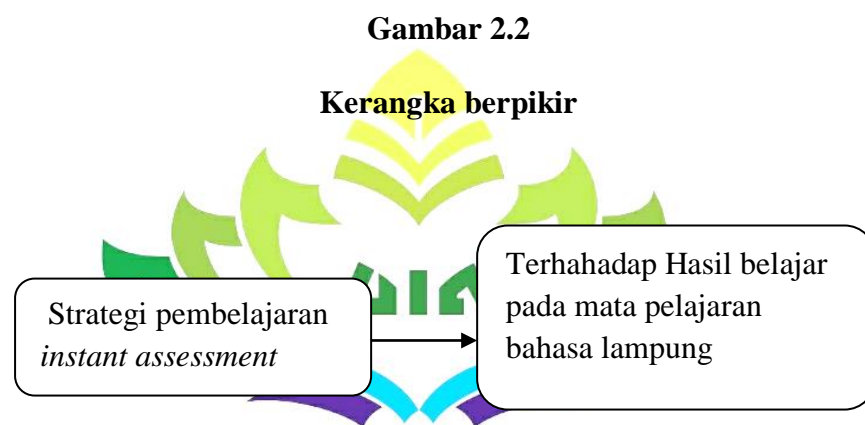 Gambar 2.2
Kerangka berpikir
Strategi pembelajaran
instant assessment
Terhahadap Hasil belajar
pada mata pelajaran
bahasa lampung